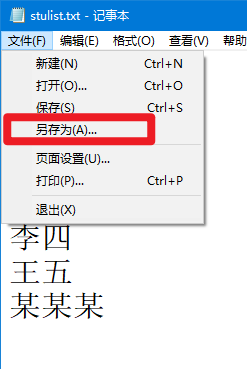 stulist.txt - 记事本
文件(F) 编辑(E) 格式(O) 查看(V) 帮助
新建(N) Ctrl+N
打开(O)... Ctrl+O
保存(S) Ctrl+S
另存为(A)...
页面设置(U)...
打印(P)... Ctrl+P
退出(X)
李四
王五
某某某